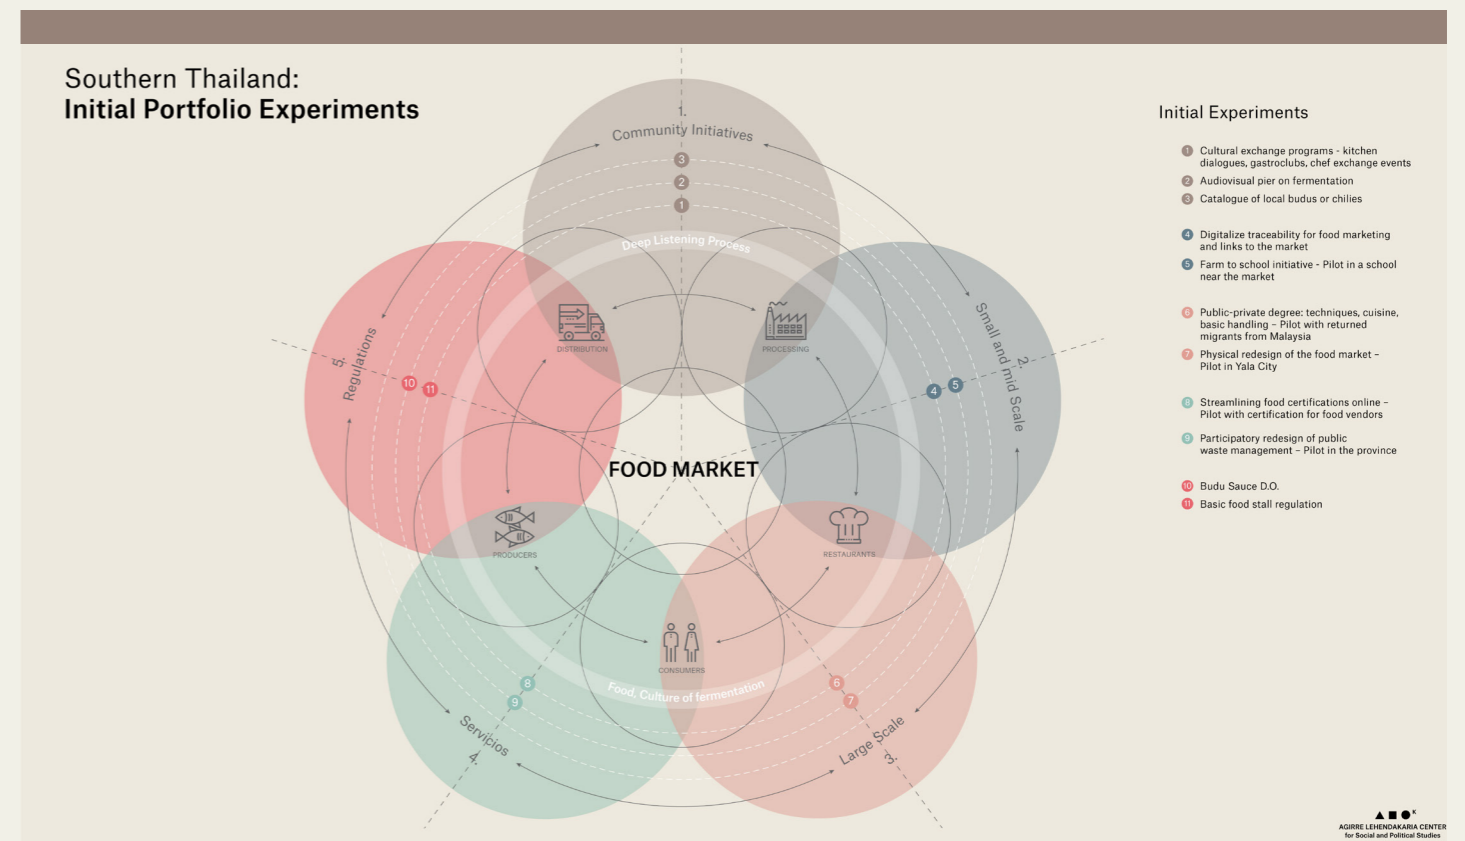 Southern Thailand:
Initial Portfolio Experiments
1.
Community Initiatives
3
2
1
Deep Listening Process
DISTRIBUTION
PROCESSING
5.
Regulations
10
11
2.
Small and mid Scale
4
5
FOOD MARKET
PRODUCERS
RESTAURANTS
CONSUMERS
Food, Culture of fermentation
8
9
6
7
Servicios
4.
Large Scale
3.
Initial Experiments
1 Cultural exchange programs - kitchen
dialogues, gastroclubs, chef exchange events
2 Audiovisual pier on fermentation
3 Catalogue of local budus or chilies
4 Digitalize traceability for food marketing
and links to the market
5 Farm to school initiative - Pilot in a school
near the market
6 Public-private degree: techniques, cuisine,
basic handling – Pilot with returned
migrants from Malaysia
7 Physical redesign of the food market –
Pilot in Yala City
8 Streamlining food certifications online –
Pilot with certification for food vendors
9 Participatory redesign of public
waste management – Pilot in the province
10 Budu Sauce D.O.
11 Basic food stall regulation
K
AGIRRE LEHENDAKARIA CENTER
for Social and Political Studies